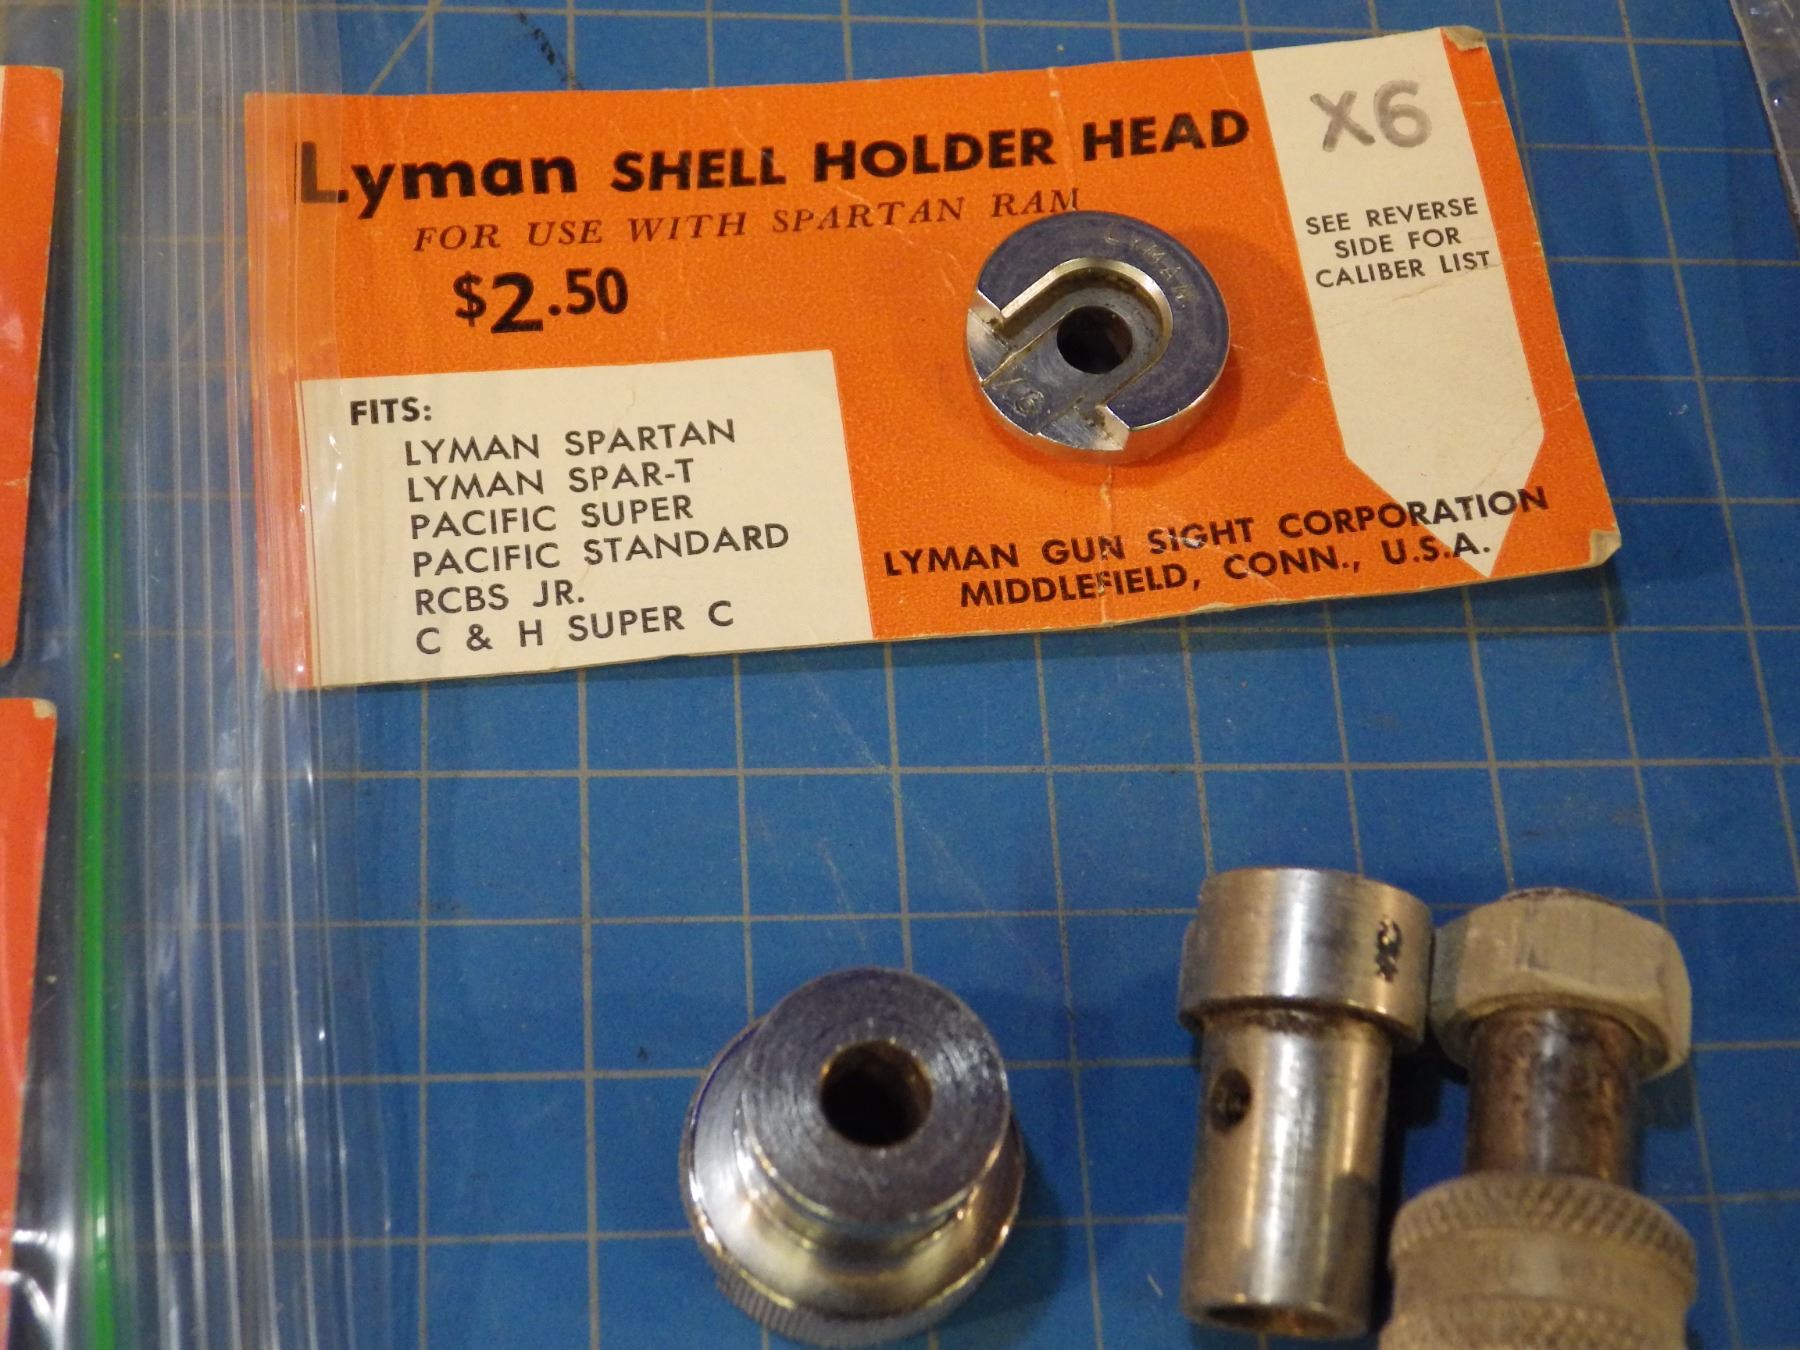 Lyman SHELL HOLDER HEAD
FOR USE WITH SPARTAN RAM
$2.50
X6
SEE REVERSE
SIDE FOR
CALIBER LIST
LYMAN
FITS:
LYMAN SPARTAN
LYMAN SPAR-T
PACIFIC SUPER
PACIFIC STANDARD
RCBS JR.
C & H SUPER C
LYMAN GUN SIGHT CORPORATION
MIDDLEFIELD, CONN., U.S.A.